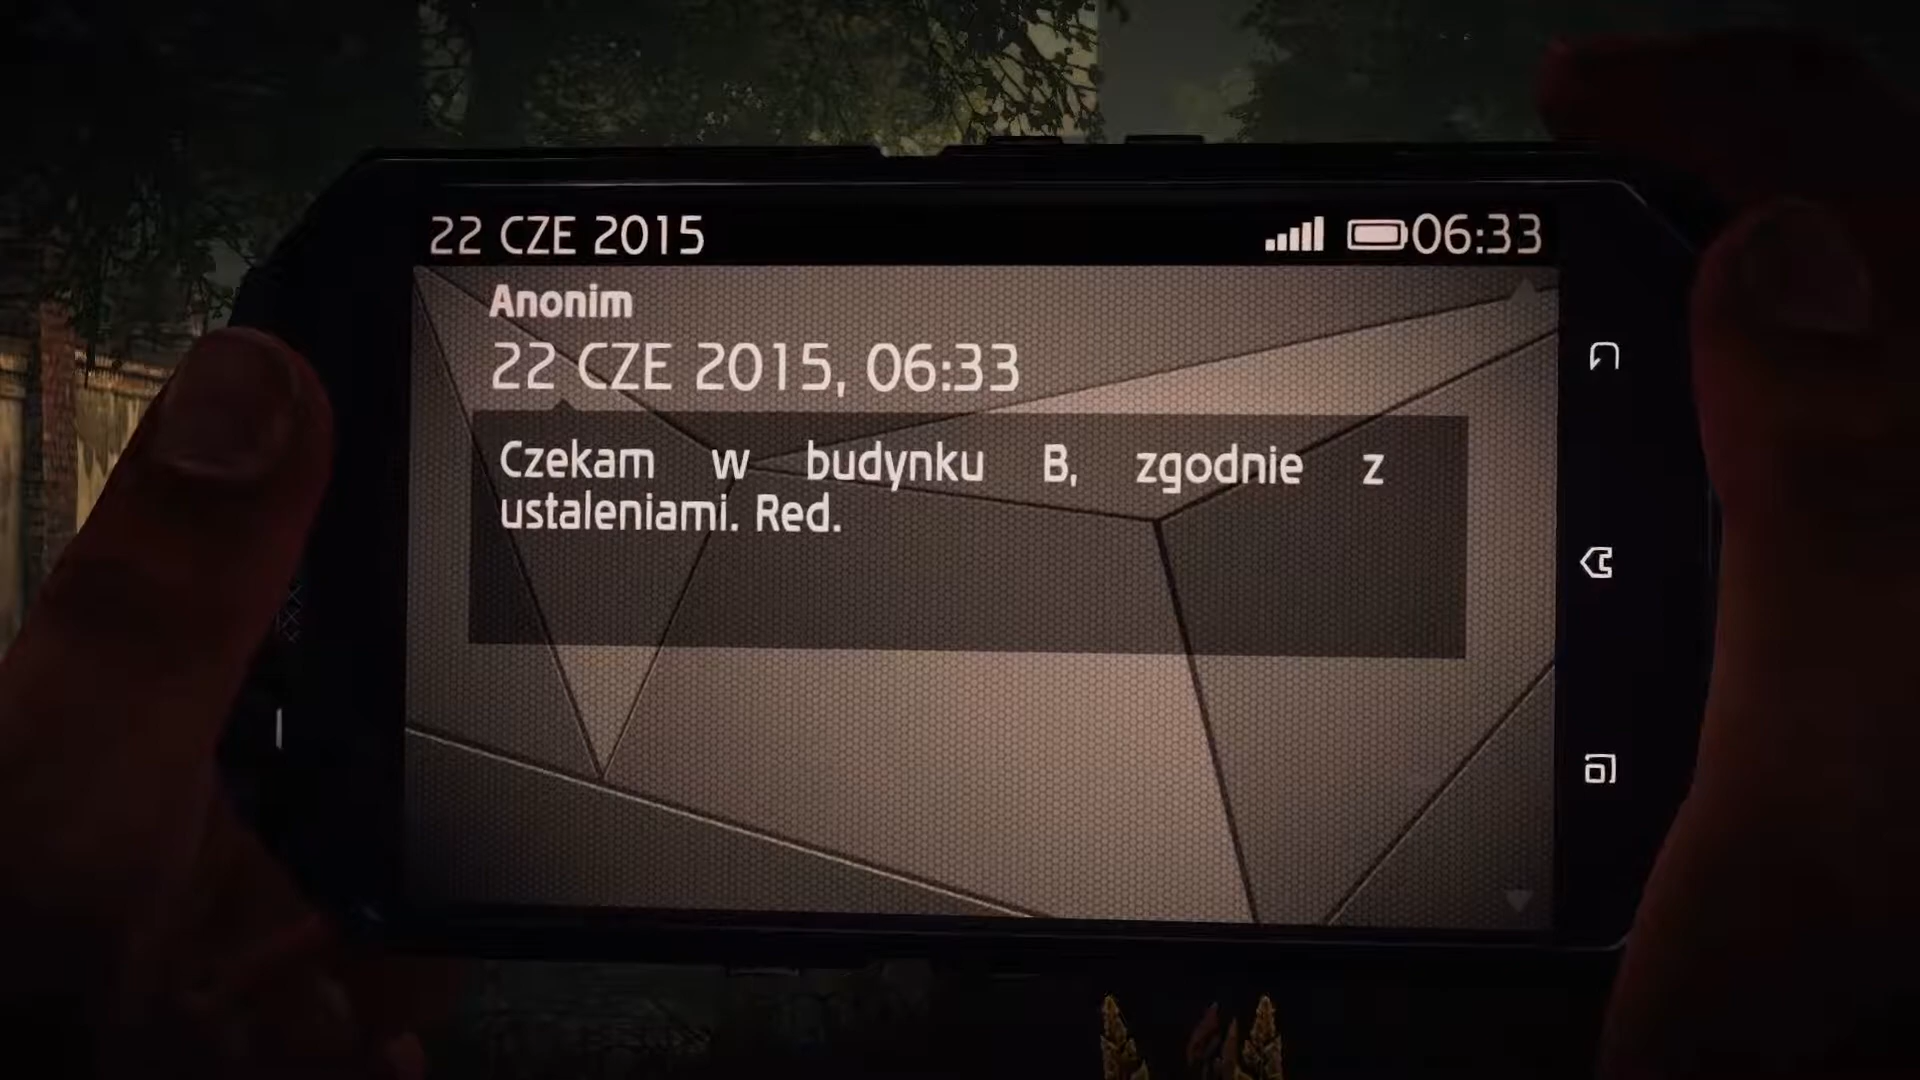 22 CZE 2015 06:33
Anonim
22 CZE 2015, 06:33
Czekam w budynku B, zgodnie z
ustaleniami. Red.